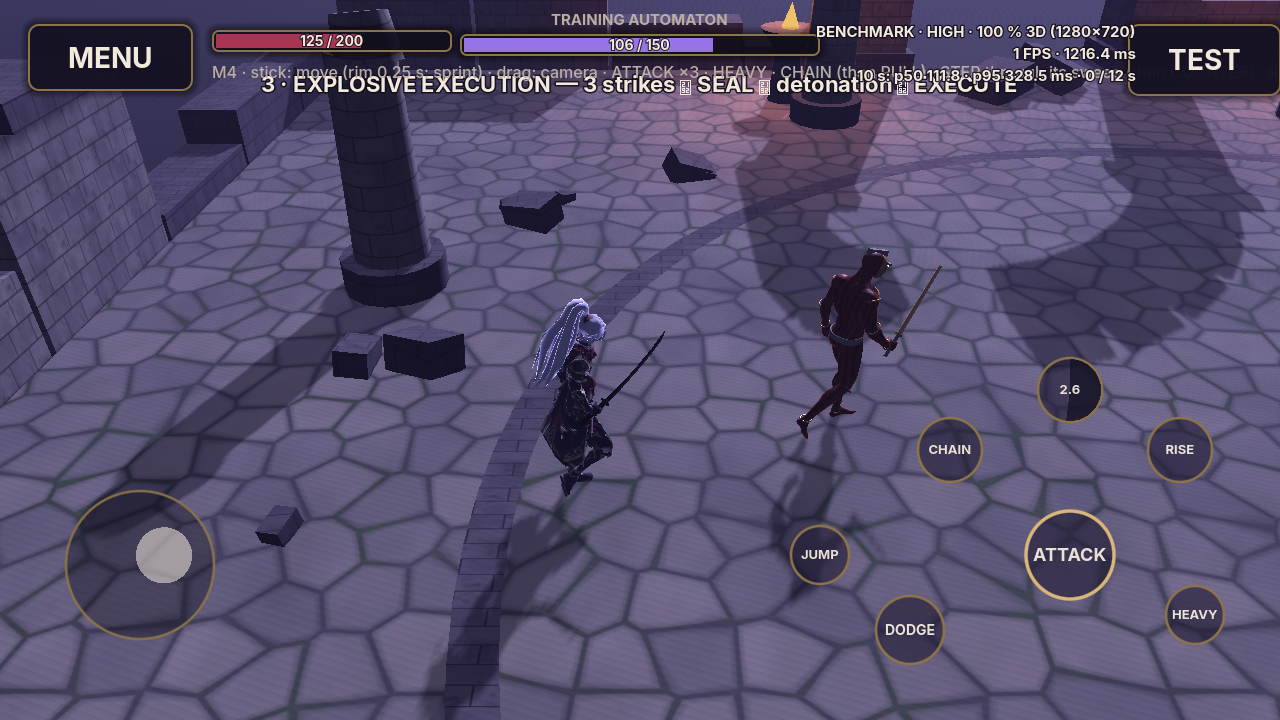 MENU
TRAINING AUTOMATON
125 / 200
106 / 150
BENCHMARK · HIGH · 100 % 3D (1280×720)
1 FPS · 1216.4 ms
10 s: p50 111.8 · p95 328.5 ms · 0 / 12 s
TEST
M4 · stick: move (rim 0.25 s: sprint) · drag: camera · ATTACK ×3 · HEAVY · CHAIN
3 · EXPLOSIVE EXECUTION — 3 strikes SEAL detonation EXECUTE
2.6
CHAIN
RISE
JUMP
ATTACK
DODGE
HEAVY